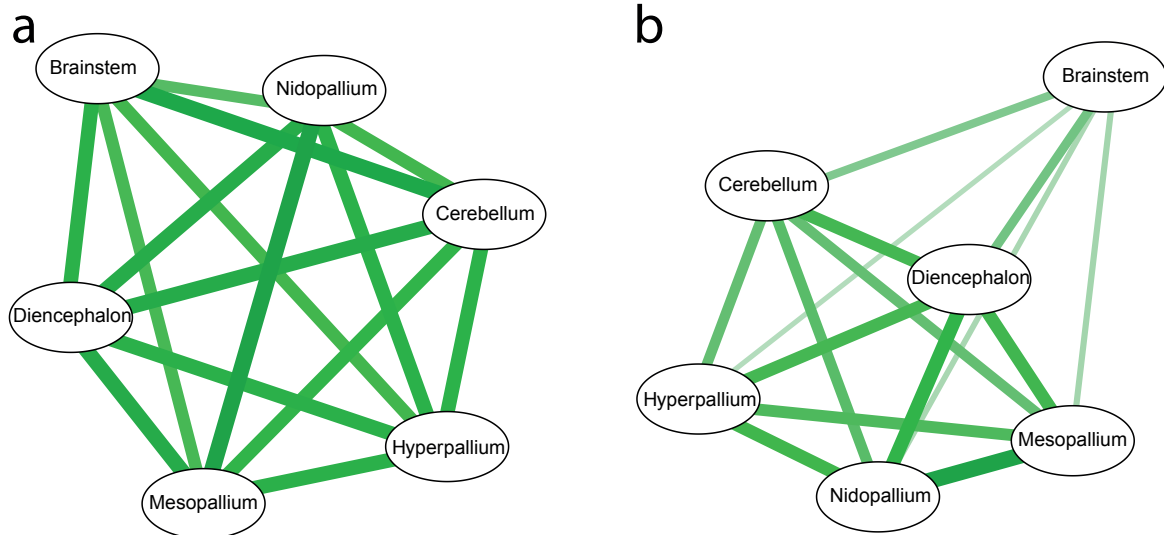 a
Brainstem
Nidopallium
Cerebellum
Diencephalon
Hyperpallium
Mesopallium
b
Brainstem
Cerebellum
Diencephalon
Hyperpallium
Mesopallium
Nidopallium